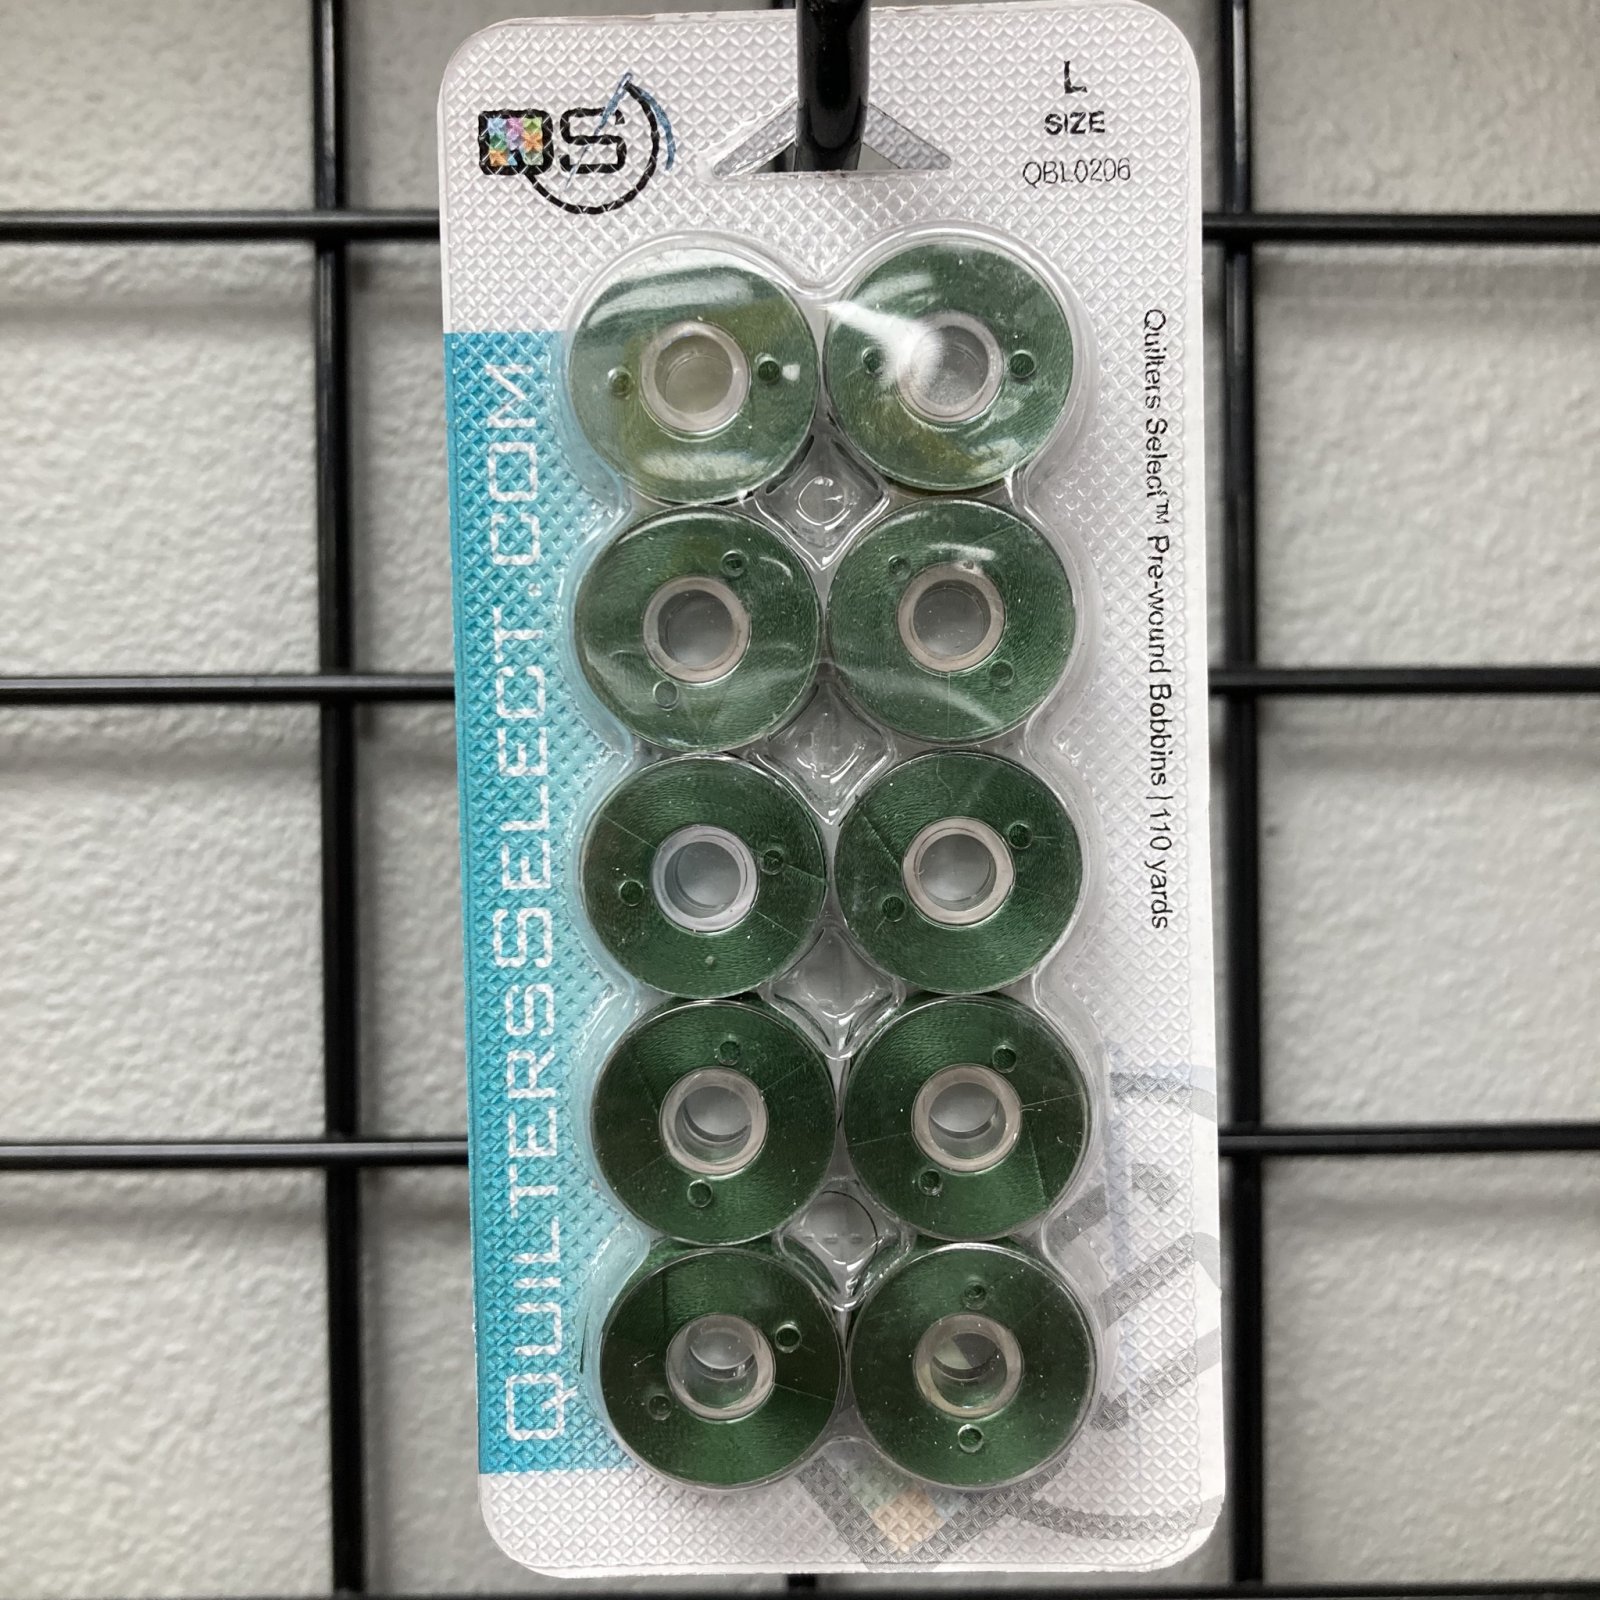 QS
L
SIZE
QBL0206
QUILTERSSELECT.COM
Quilters Select™ Pre-wound Bobbins | 110 yards